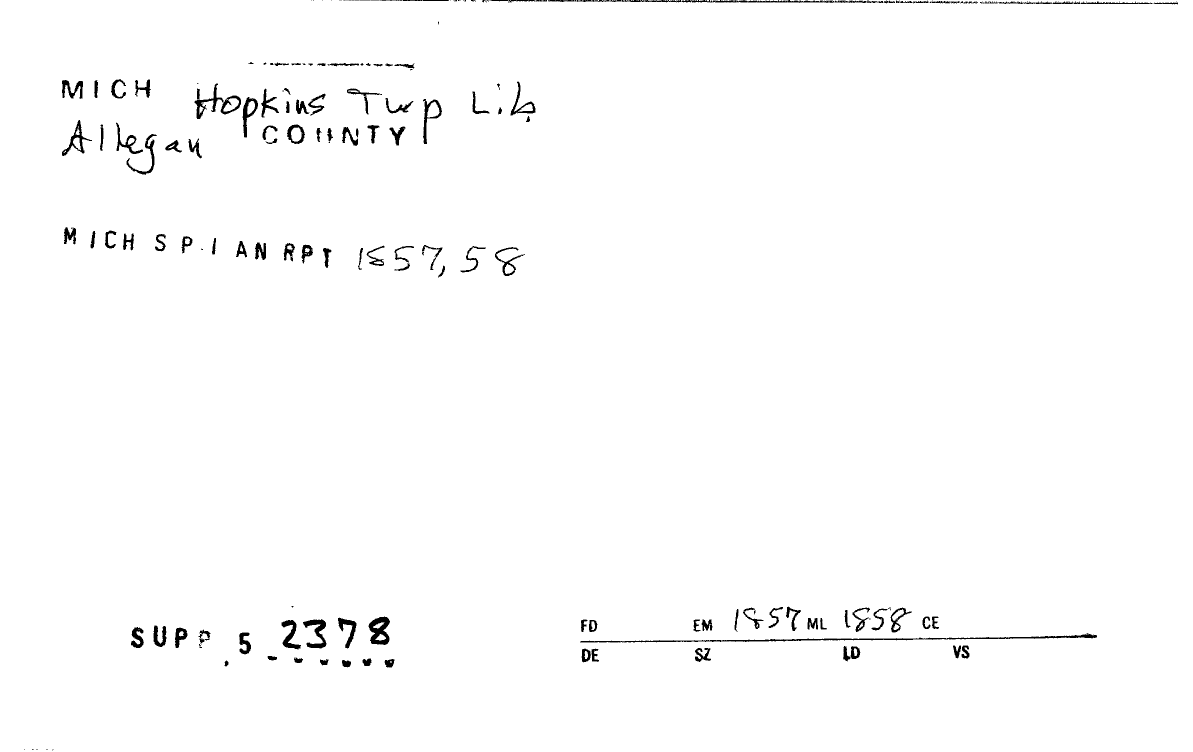 MICH Hopkins Twp Lib
Allegan COUNTY
MICH S P.I AN RPT 1857, 58
SUPP 5 2378
FD EM 1857 ML 1858 CE
DE SZ LD VS